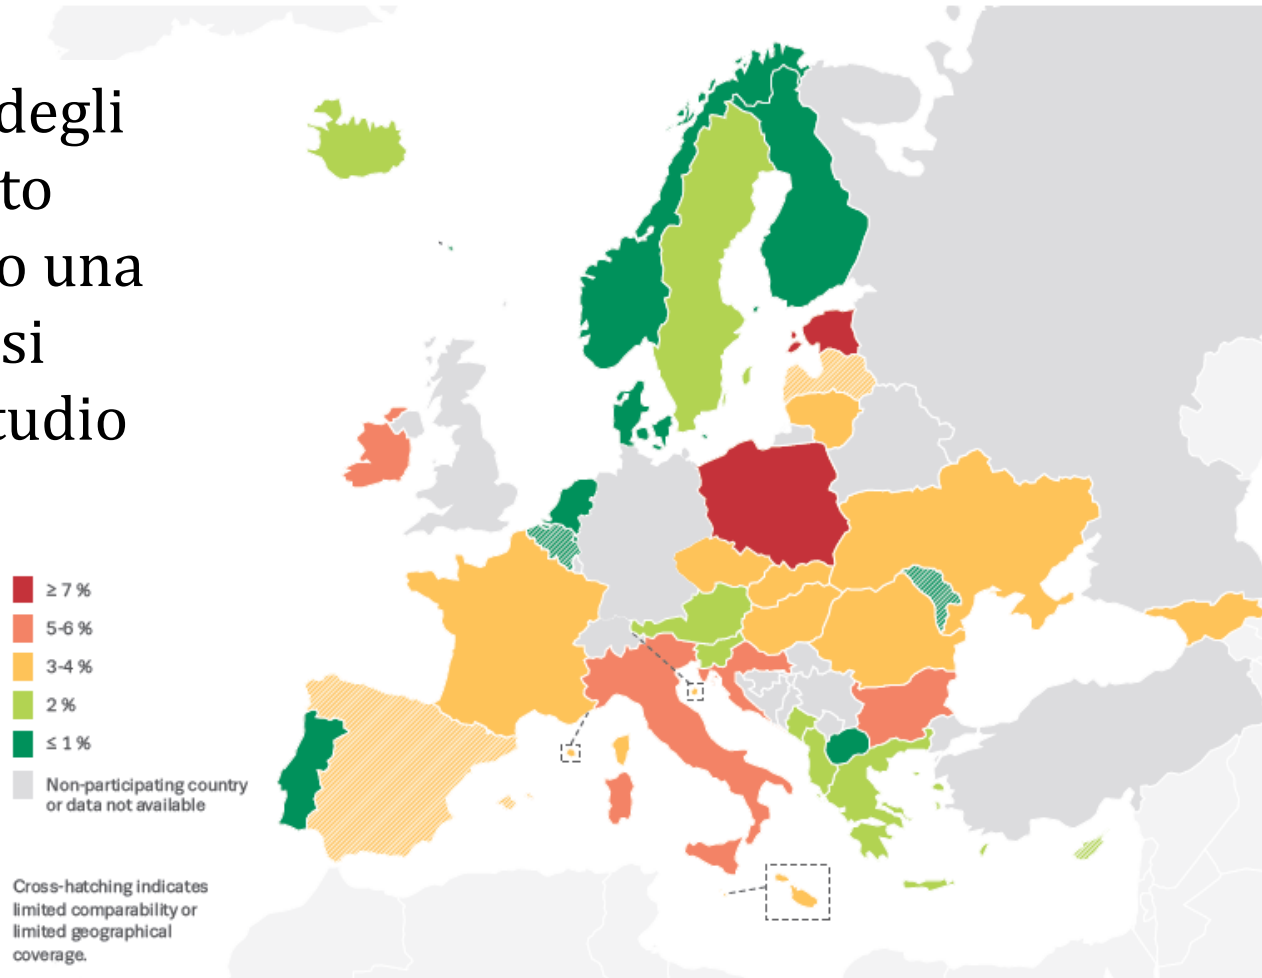 degli
to
o una
si
tudio
≥ 7 %
5-6 %
3-4 %
2 %
≤ 1 %
Non-participating country
or data not available
Cross-hatching indicates
limited comparability or
limited geographical
coverage.